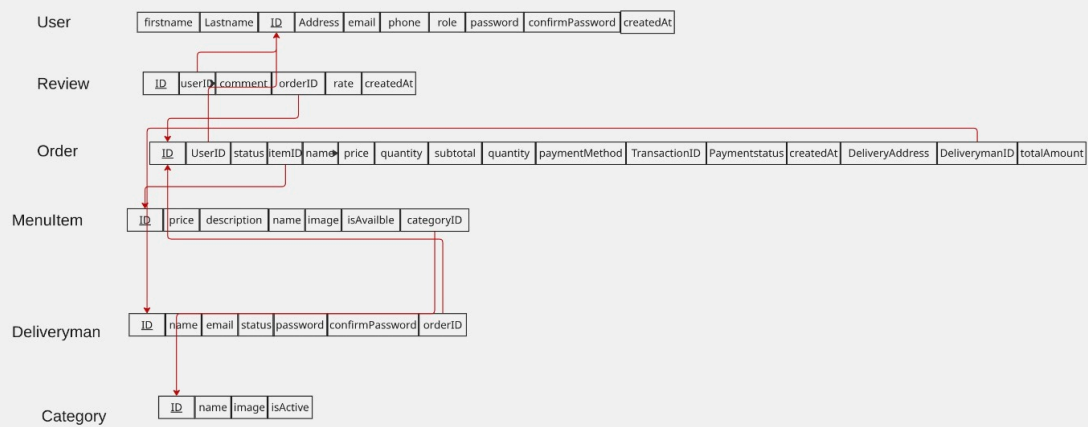 User
firstname Lastname ID Address email phone role password confirmPassword createdAt
Review
ID userID comment orderID rate createdAt
Order
ID UserID status itemID name price quantity subtotal quantity paymentMethod TransactionID Paymentstatus createdAt DeliveryAddress DeliverymanID totalAmount
MenuItem
ID price description name image isAvailble categoryID
Deliveryman
ID name email status password confirmPassword orderID
Category
ID name image isActive